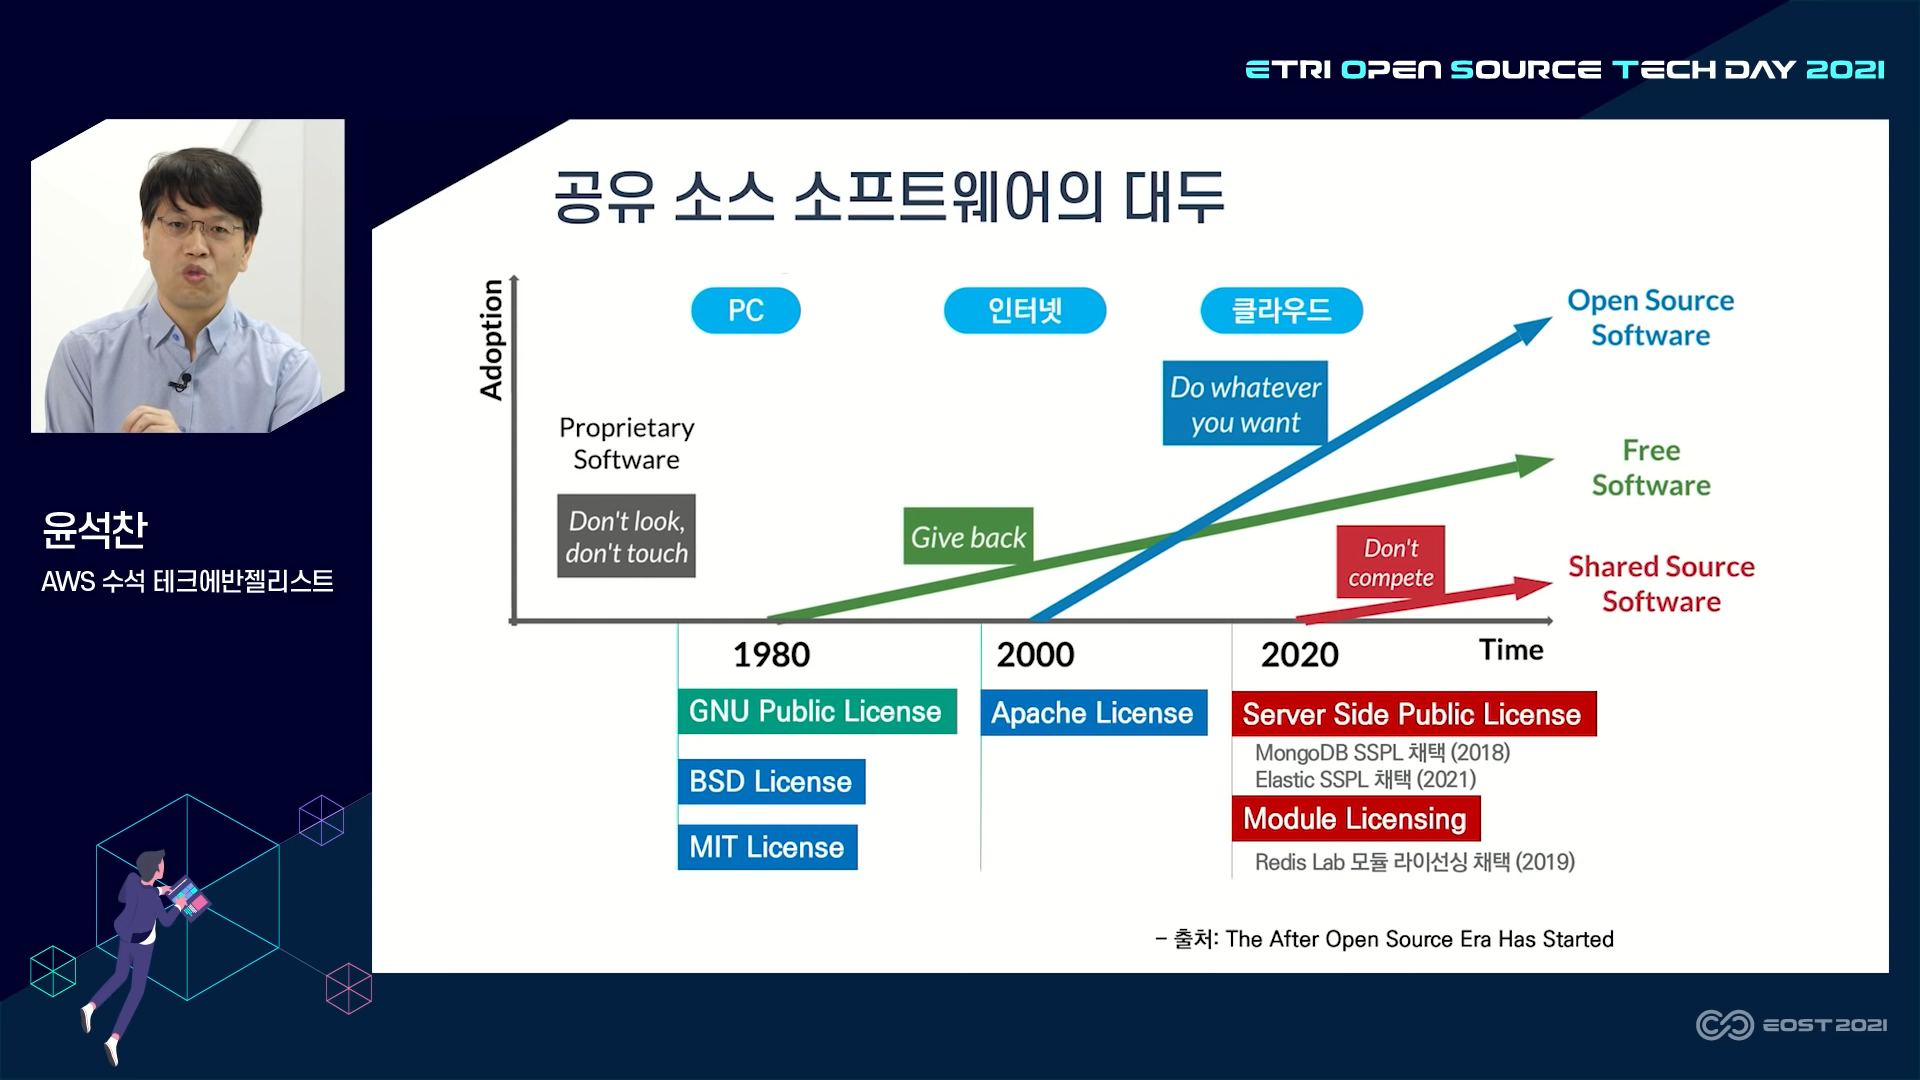 ETRI OPEN SOURCE TECH DAY 2021
윤석찬
AWS 수석 테크에반젤리스트
공유 소스 소프트웨어의 대두
Adoption
PC
인터넷
클라우드
Open Source
Software
Do whatever
you want
Proprietary
Software
Don't look,
don't touch
Free
Software
Give back
Don't
compete
Shared Source
Software
1980
2000
2020
Time
GNU Public License
BSD License
MIT License
Apache License
Server Side Public License
MongoDB SSPL 채택 (2018)
Elastic SSPL 채택 (2021)
Module Licensing
Redis Lab 모듈 라이선싱 채택 (2019)
– 출처: The After Open Source Era Has Started
EOST 2021